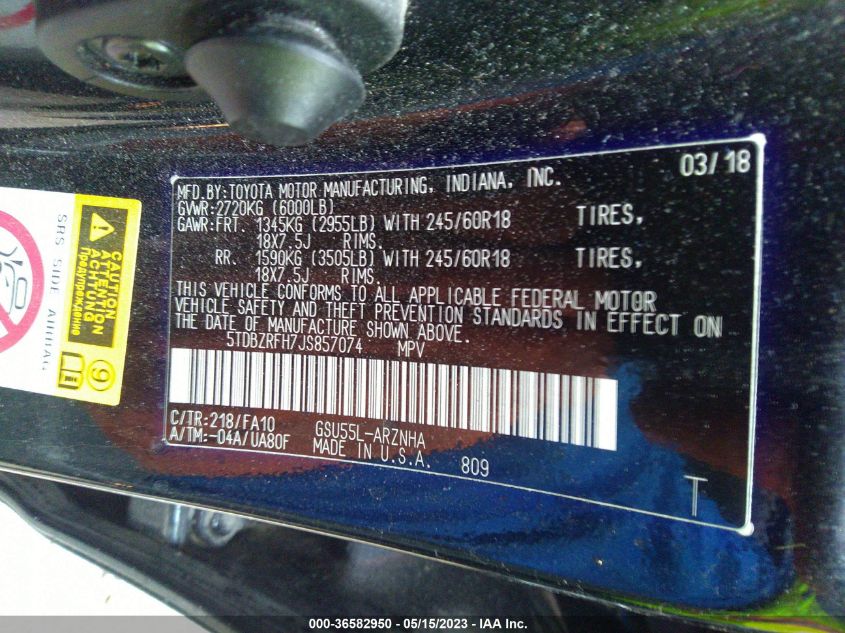 03/18
MFD.BY:TOYOTA MOTOR MANUFACTURING, INDIANA, INC.
GVWR:2720KG (6000LB)
GAWR:FRT. 1345KG (2955LB) WITH 245/60R18 TIRES,
18X7.5J RIMS.
RR. 1590KG (3505LB) WITH 245/60R18 TIRES,
18X7.5J RIMS.
THIS VEHICLE CONFORMS TO ALL APPLICABLE FEDERAL MOTOR
VEHICLE SAFETY AND THEFT PREVENTION STANDARDS IN EFFECT ON
THE DATE OF MANUFACTURE SHOWN ABOVE.
5TDBZRFH7JS857074 MPV
C/TR:218/FA10 GSU55L-ARZNHA
A/TM:-04A/UA80F MADE IN U.S.A. 809
T
SRS SIDE AIRBAG
CAUTION
ATTENTION
ACHTUNG
Предупреждение
9
000-36582950 - 05/15/2023 - IAA Inc.